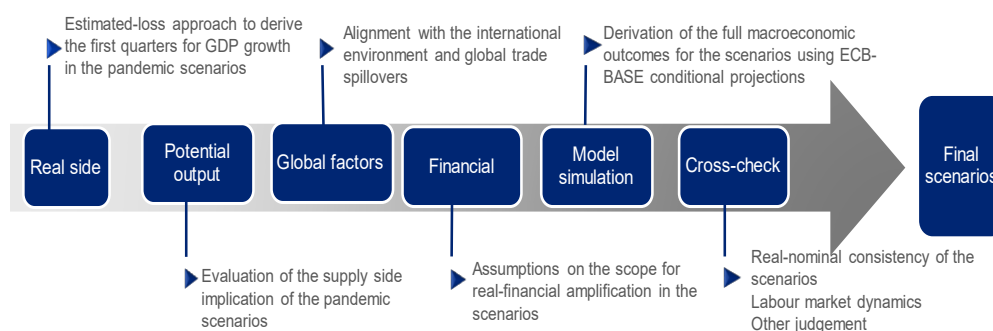 Estimated-loss approach to derive
the first quarters for GDP growth
in the pandemic scenarios
Alignment with the international
environment and global trade
spillovers
Derivation of the full macroeconomic
outcomes for the scenarios using ECB-
BASE conditional projections
Real side
Potential
output
Global factors
Financial
Model
simulation
Cross-check
Final
scenarios
Evaluation of the supply side
implication of the pandemic
scenarios
Assumptions on the scope for
real-financial amplification in the
scenarios
Real-nominal consistency of the
scenarios
Labour market dynamics
Other judgement